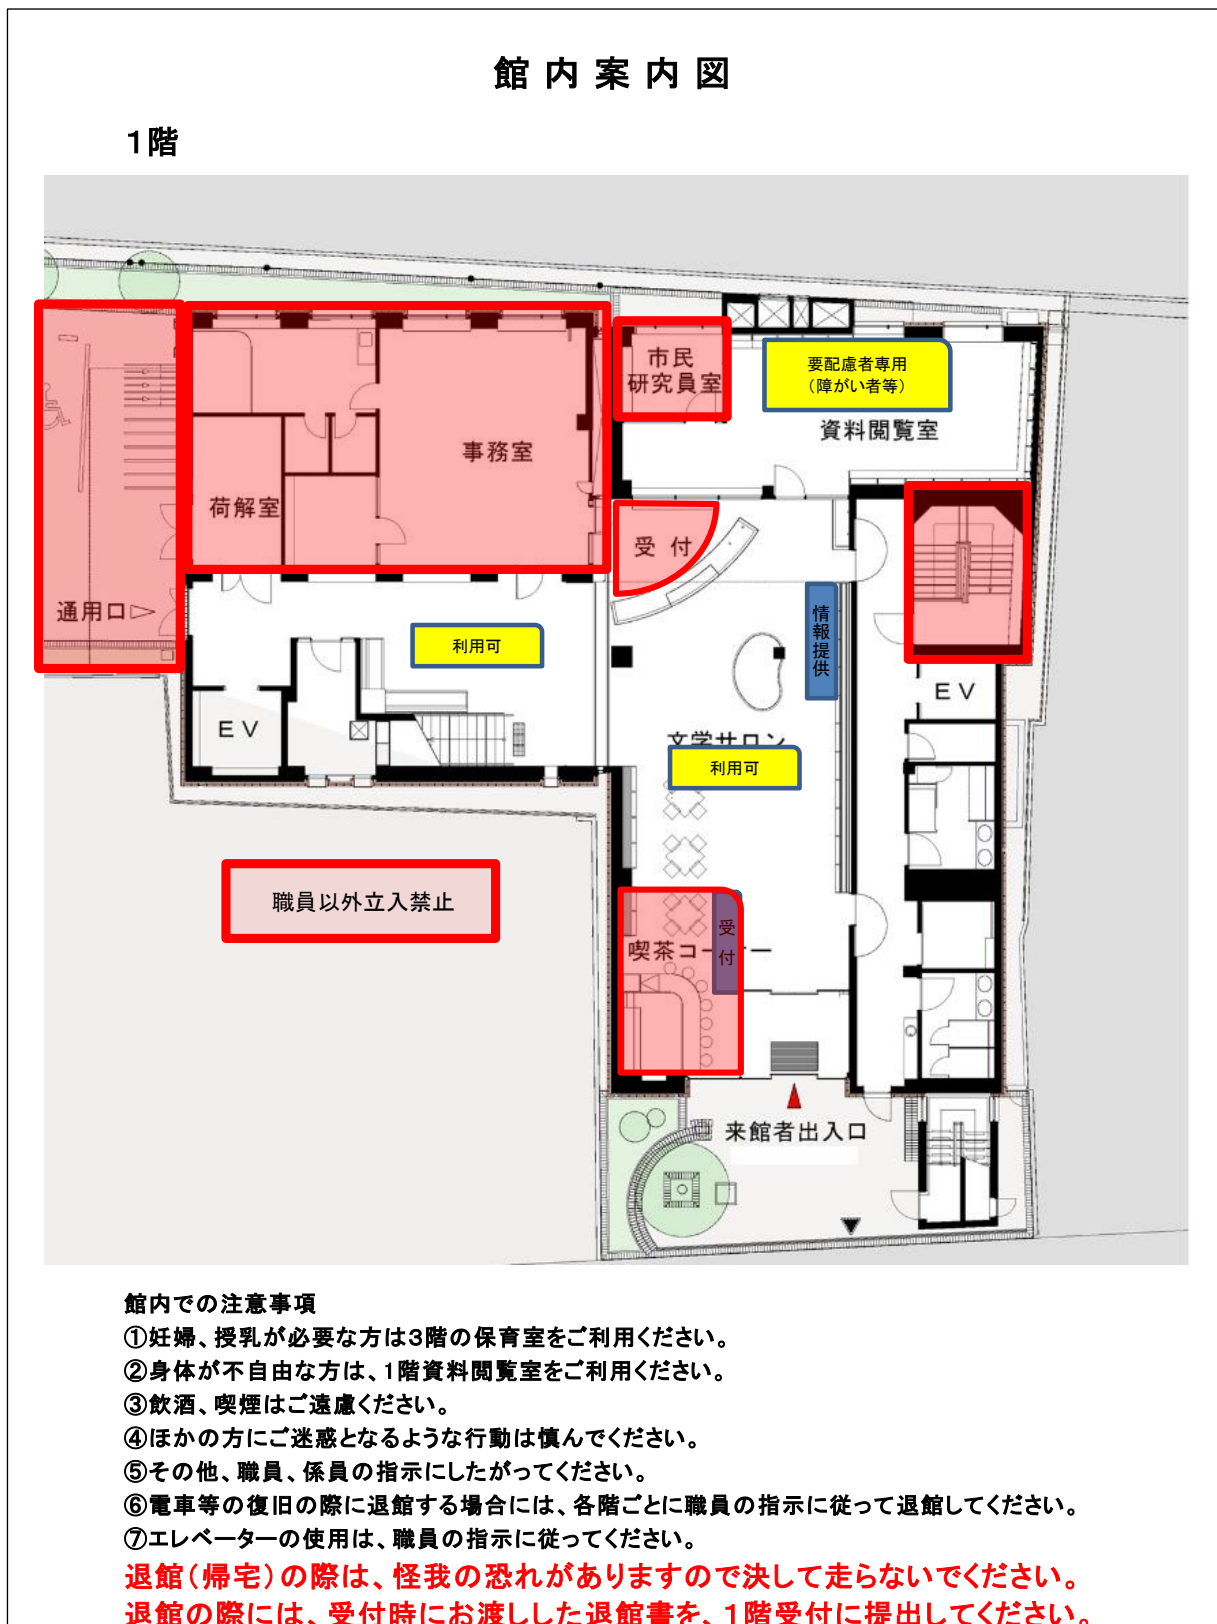 館内案内図
1階
市民
研究員室
要配慮者専用
（障がい者等）
資料閲覧室
事務室
荷解室
受付
通用口
利用可
情報提供
EV
EV
文学サロン
利用可
職員以外立入禁止
受付
喫茶コーナー
来館者出入口
館内での注意事項
①妊婦、授乳が必要な方は3階の保育室をご利用ください。
②身体が不自由な方は、1階資料閲覧室をご利用ください。
③飲酒、喫煙はご遠慮ください。
④ほかの方にご迷惑となるような行動は慎んでください。
⑤その他、職員、係員の指示にしたがってください。
⑥電車等の復旧の際に退館する場合には、各階ごとに職員の指示に従って退館してください。
⑦エレベーターの使用は、職員の指示に従ってください。
退館（帰宅）の際は、怪我の恐れがありますので決して走らないでください。
退館の際には、受付時にお渡しした退館書を、1階受付に提出してください。